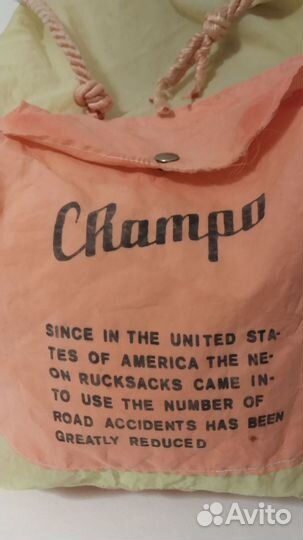 CRampo
SINCE IN THE UNITED STA-
TES OF AMERICA THE NE-
ON RUCKSACKS CAME IN-
TO USE THE NUMBER OF
ROAD ACCIDENTS HAS BEEN
GREATLY REDUCED
Avito